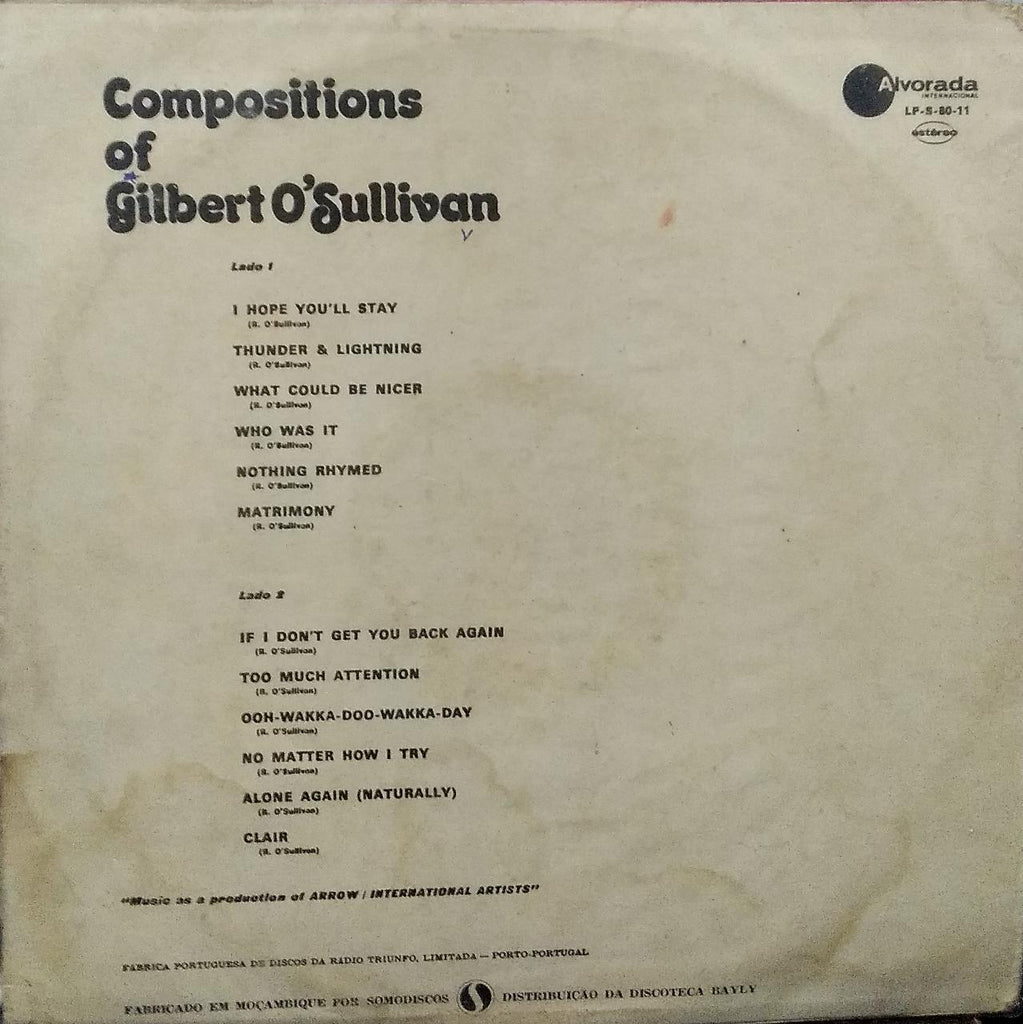 Compositions
of
Gilbert O'Sullivan
Alvorada
INTERNACIONAL
LP-S-80-11
estéreo
Lado 1
I HOPE YOU'LL STAY
(R. O'Sullivan)
THUNDER & LIGHTNING
(R. O'Sullivan)
WHAT COULD BE NICER
(R. O'Sullivan)
WHO WAS IT
(R. O'Sullivan)
NOTHING RHYMED
(R. O'Sullivan)
MATRIMONY
(R. O'Sullivan)
Lado 2
IF I DON'T GET YOU BACK AGAIN
(R. O'Sullivan)
TOO MUCH ATTENTION
(R. O'Sullivan)
OOH-WAKKA-DOO-WAKKA-DAY
(R. O'Sullivan)
NO MATTER HOW I TRY
(R. O'Sullivan)
ALONE AGAIN (NATURALLY)
(R. O'Sullivan)
CLAIR
(R. O'Sullivan)
"Music as a production of ARROW / INTERNATIONAL ARTISTS"
FÁBRICA PORTUGUESA DE DISCOS DA RÁDIO TRIUNFO, LIMITADA — PORTO-PORTUGAL
FABRICADO EM MOÇAMBIQUE POR SOMODISCOS DISTRIBUIÇÃO DA DISCOTECA BAYLY